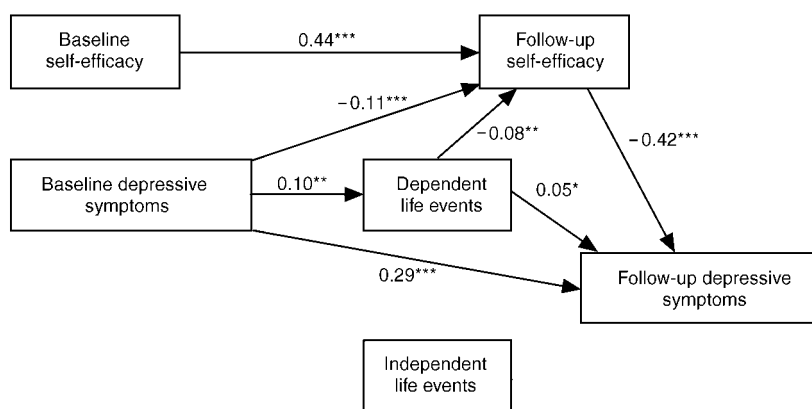 Baseline
self-efficacy
0.44***
Follow-up
self-efficacy
−0.11***
−0.08**
−0.42***
Baseline depressive
symptoms
0.10**
Dependent
life events
0.05*
0.29***
Follow-up depressive
symptoms
Independent
life events